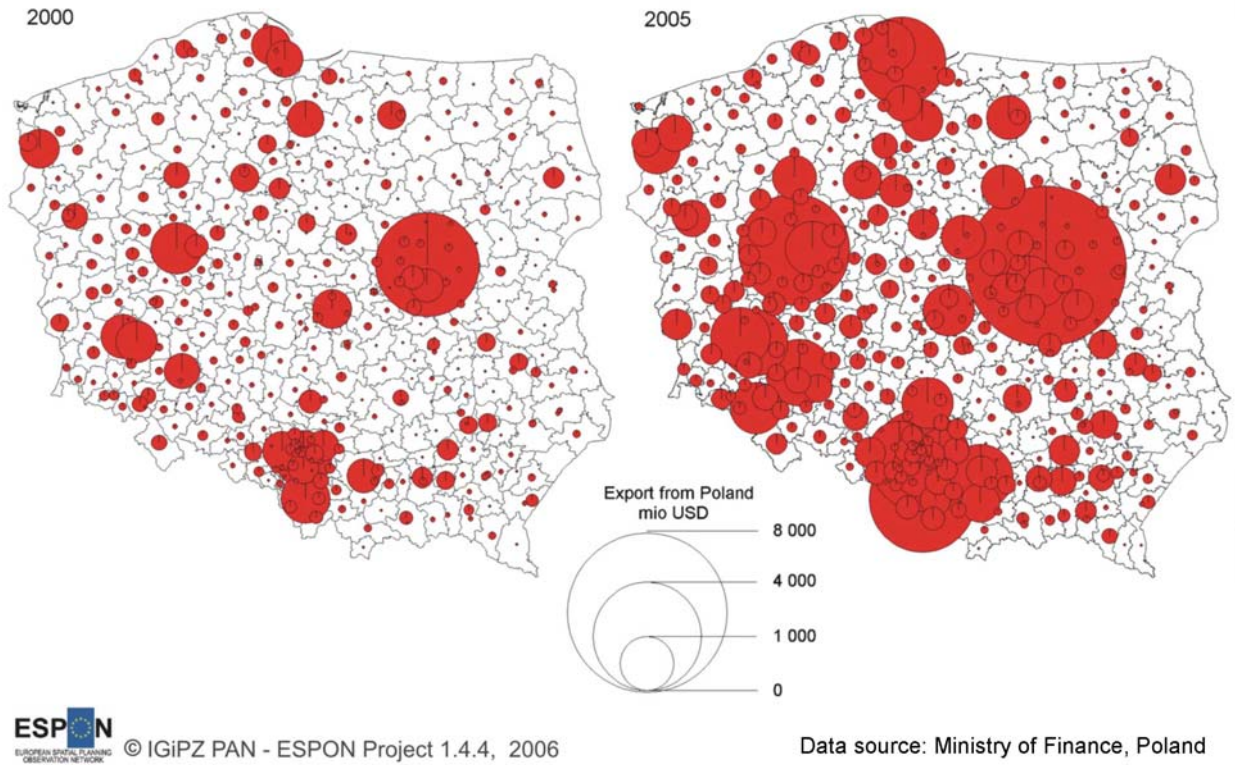 2000
2005
Export from Poland
mio USD
8 000
4 000
1 000
0
ESPON
EUROPEAN SPATIAL PLANNING
OBSERVATION NETWORK
© IGiPZ PAN - ESPON Project 1.4.4, 2006
Data source: Ministry of Finance, Poland